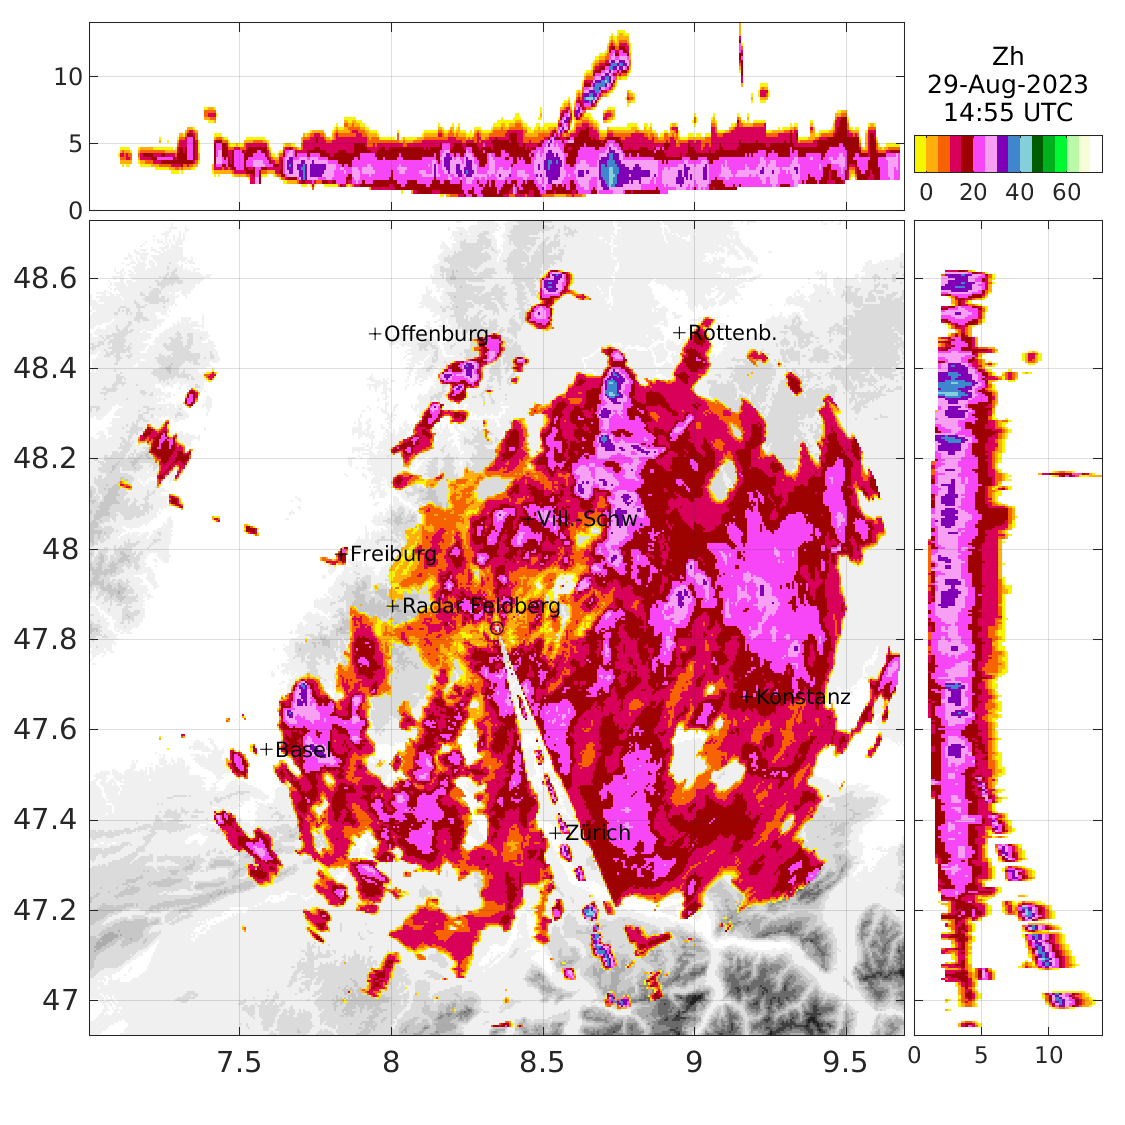 10
5
0
Zh
29-Aug-2023
14:55 UTC
0 20 40 60
48.6
48.4
48.2
48
47.8
47.6
47.4
47.2
47
+Offenburg
+Rottenb.
+Vill.-Schw.
+Freiburg
+Radar Feldberg
+Konstanz
+Basel
+Zürich
7.5 8 8.5 9 9.5
0 5 10